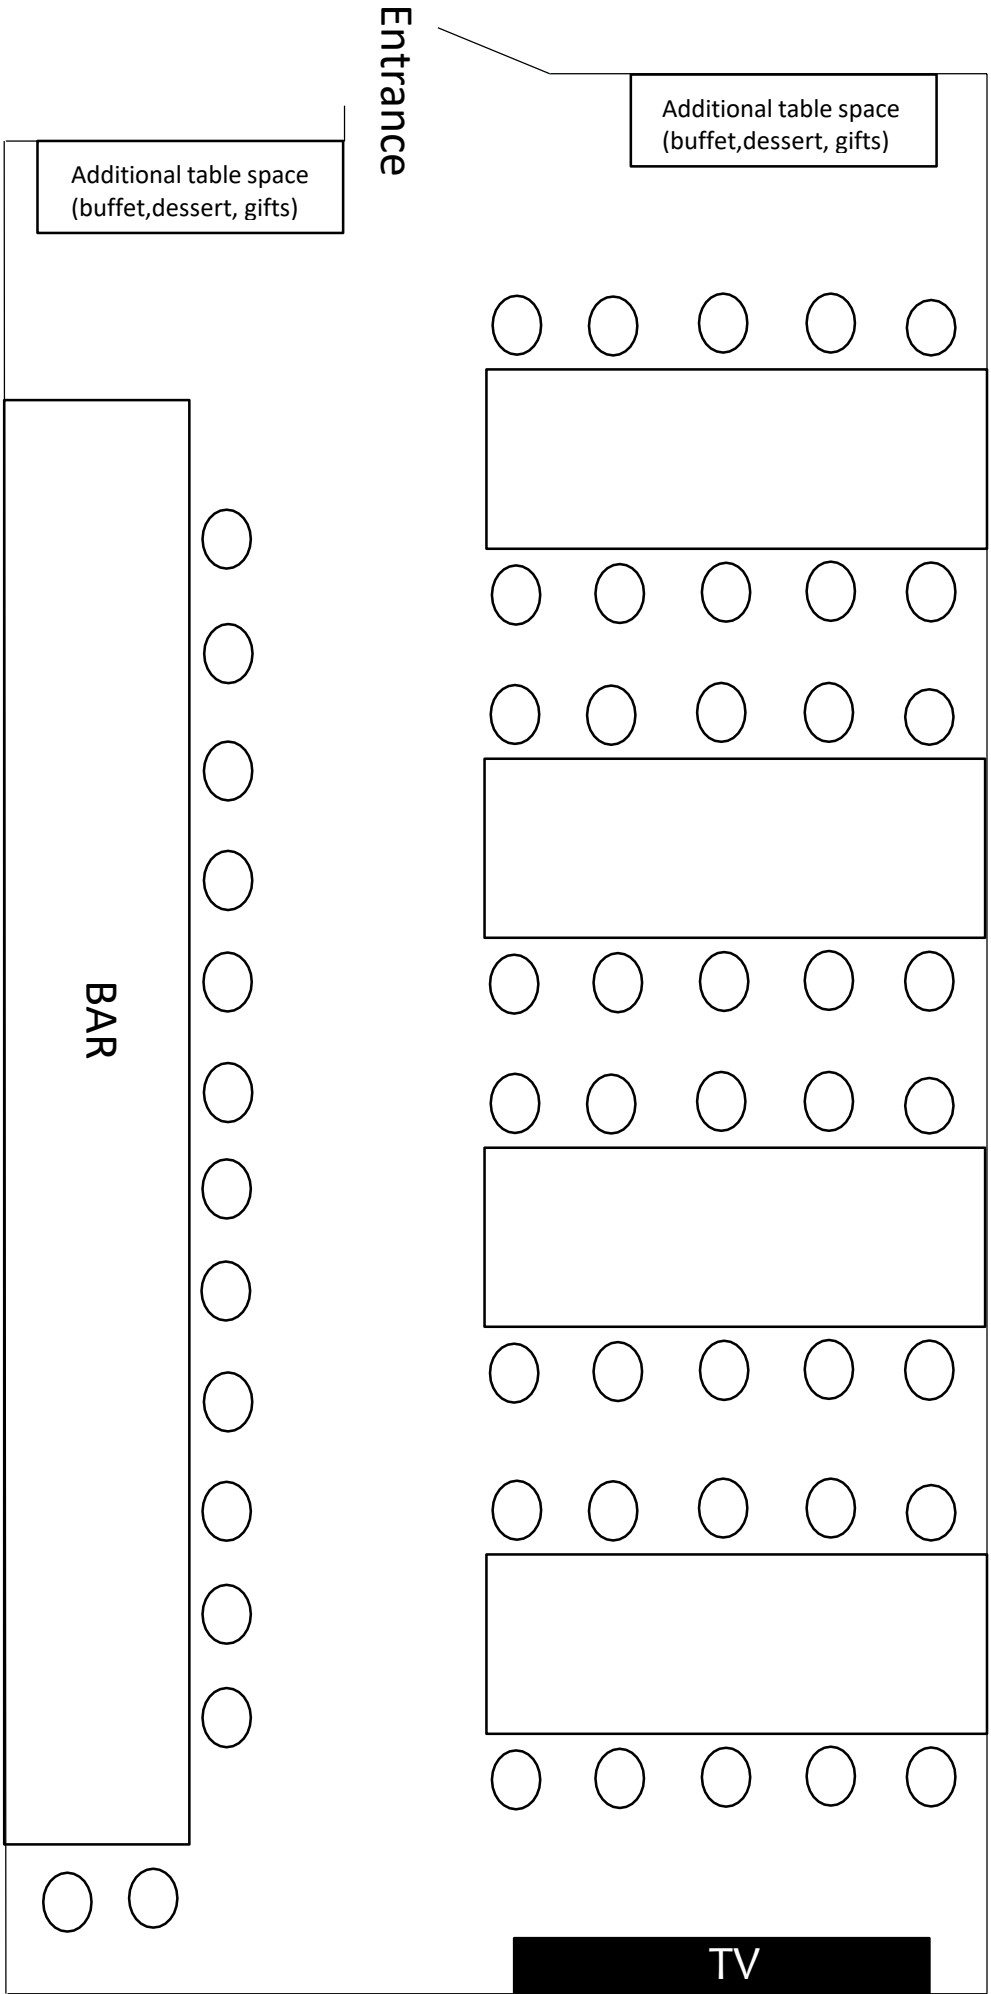 Entrance
Additional table space
(buffet,dessert, gifts)
Additional table space
(buffet,dessert, gifts)
BAR
TV